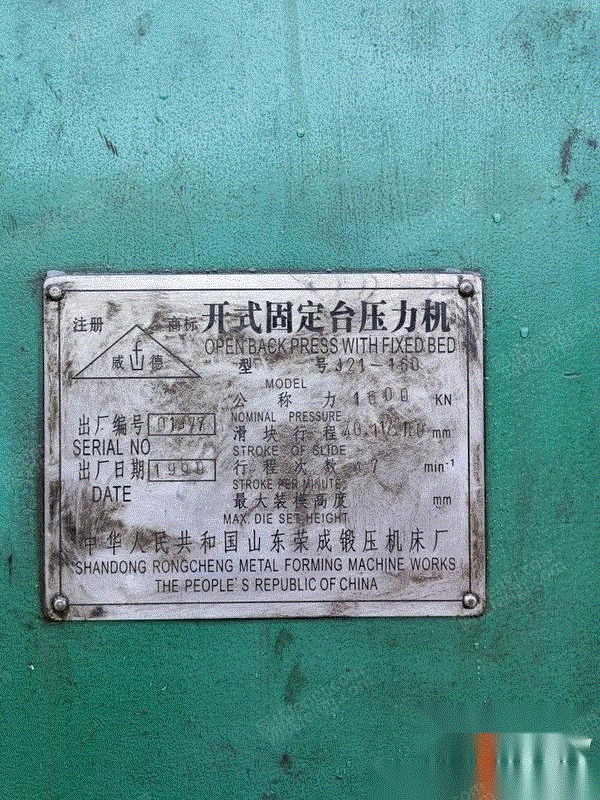 注册 商标
威 德
开式固定台压力机
OPEN BACK PRESS WITH FIXED BED
型 号 J21-160
MODEL
公 称 力 1600 KN
NOMINAL PRESSURE
出厂编号
滑块行程 mm
SERIAL NO
STROKE OF SLIDE
出厂日期 1999
行程次数 min-1
DATE
STROKE PER MINUTE
最大装模高度 mm
MAX. DIE SET HEIGHT
中华人民共和国山东荣成锻压机床厂
SHANDONG RONGCHENG METAL FORMING MACHINE WORKS
THE PEOPLE'S REPUBLIC OF CHINA